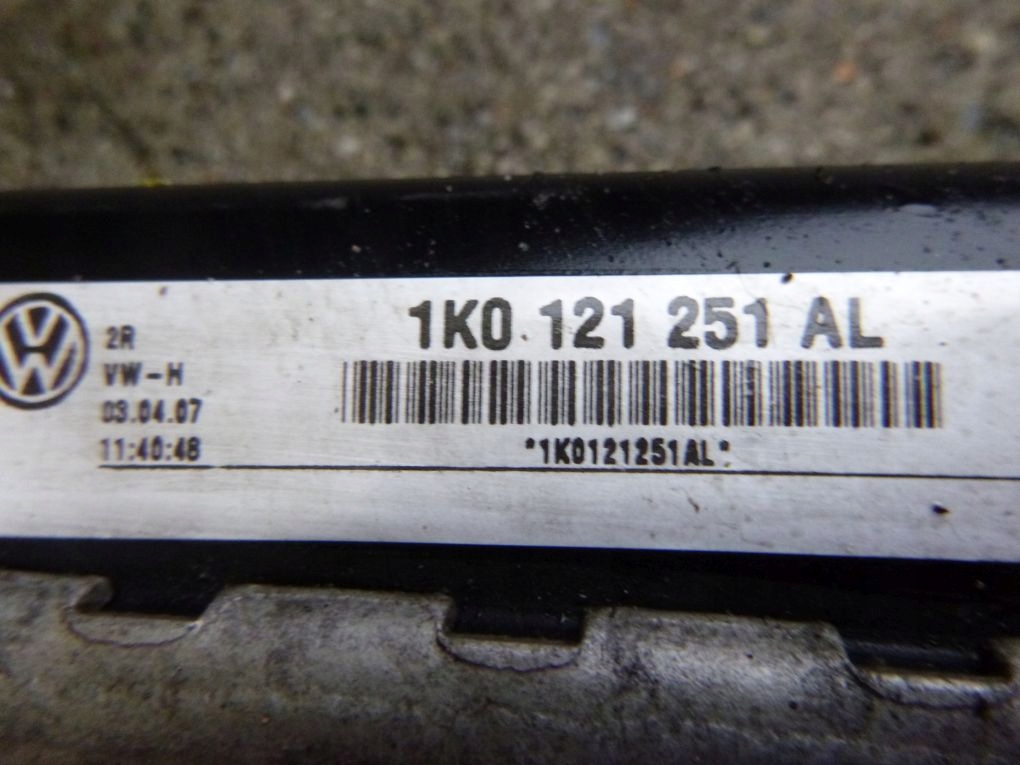 1K0 121 251 AL
2R
VW-H
03.04.07
11:40:48
*1K0121251AL*